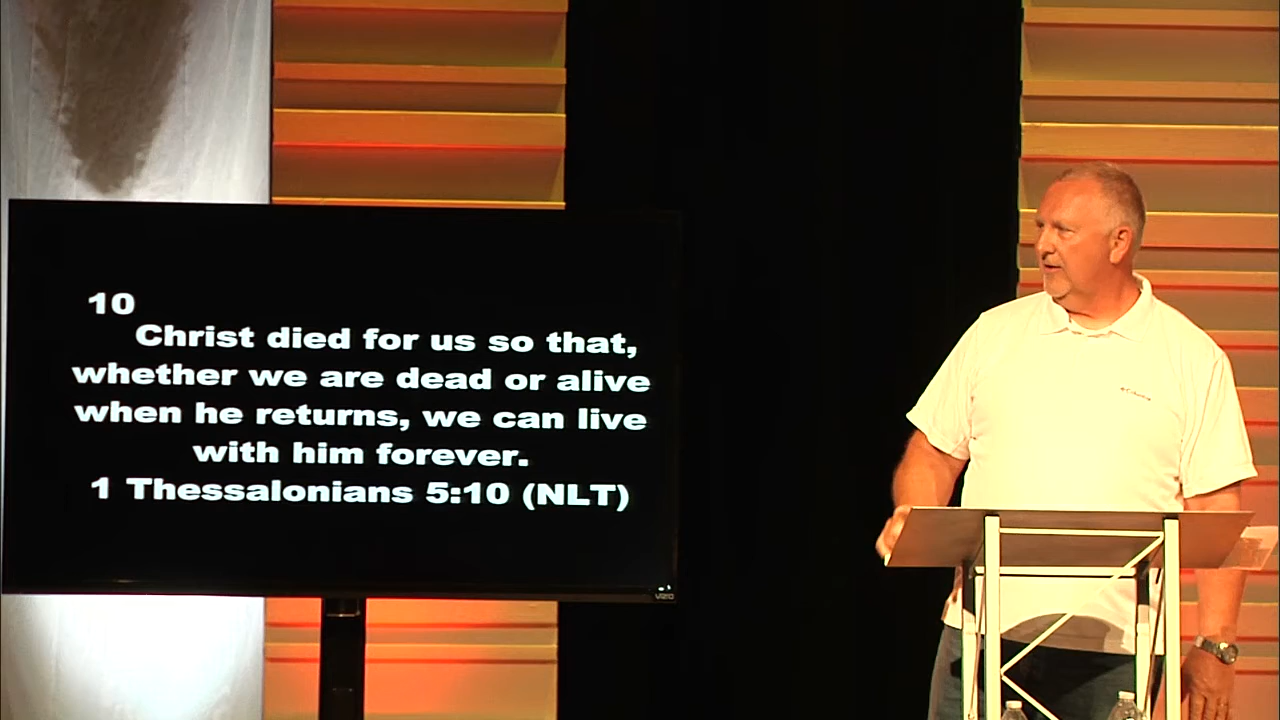 10
Christ died for us so that,
whether we are dead or alive
when he returns, we can live
with him forever.
1 Thessalonians 5:10 (NLT)
VIZIO